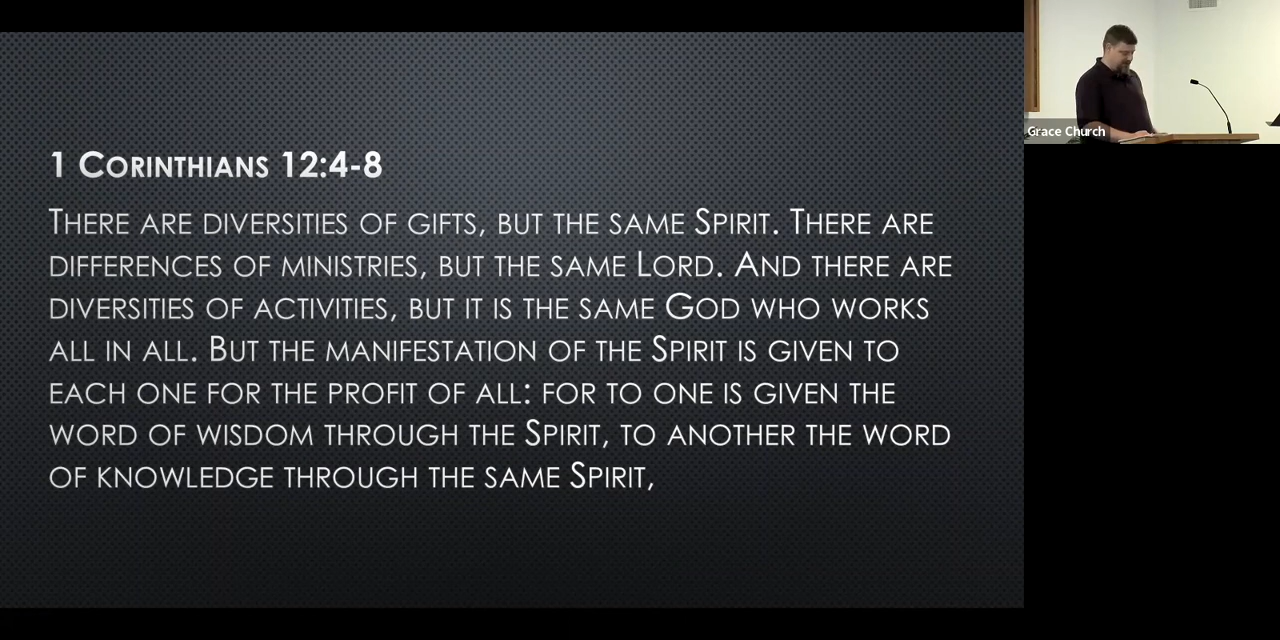 1 Corinthians 12:4-8
There are diversities of gifts, but the same Spirit. There are
differences of ministries, but the same Lord. And there are
diversities of activities, but it is the same God who works
all in all. But the manifestation of the Spirit is given to
each one for the profit of all: for to one is given the
word of wisdom through the Spirit, to another the word
of knowledge through the same Spirit,
Grace Church